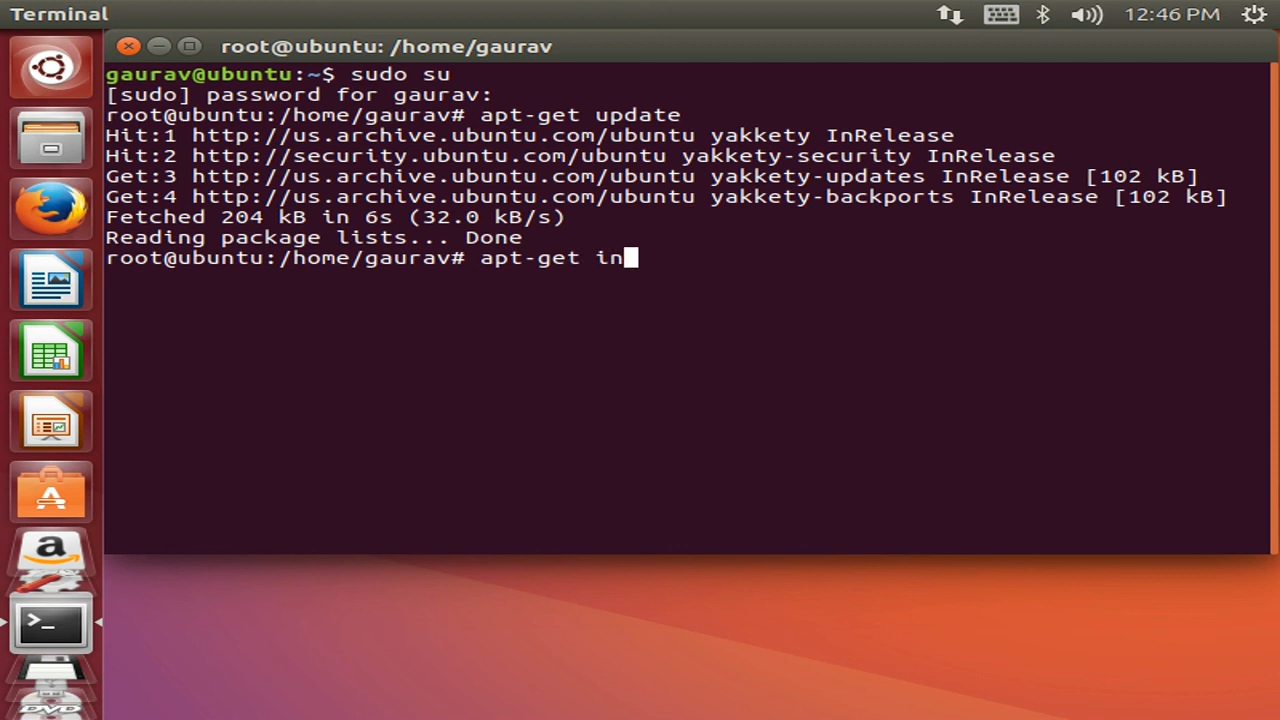 Terminal
12:46 PM
root@ubuntu: /home/gaurav
gaurav@ubuntu:~$ sudo su
[sudo] password for gaurav:
root@ubuntu:/home/gaurav# apt-get update
Hit:1 http://us.archive.ubuntu.com/ubuntu yakkety InRelease
Hit:2 http://security.ubuntu.com/ubuntu yakkety-security InRelease
Get:3 http://us.archive.ubuntu.com/ubuntu yakkety-updates InRelease [102 kB]
Get:4 http://us.archive.ubuntu.com/ubuntu yakkety-backports InRelease [102 kB]
Fetched 204 kB in 6s (32.0 kB/s)
Reading package lists... Done
root@ubuntu:/home/gaurav# apt-get in
A
a
>_
DVD